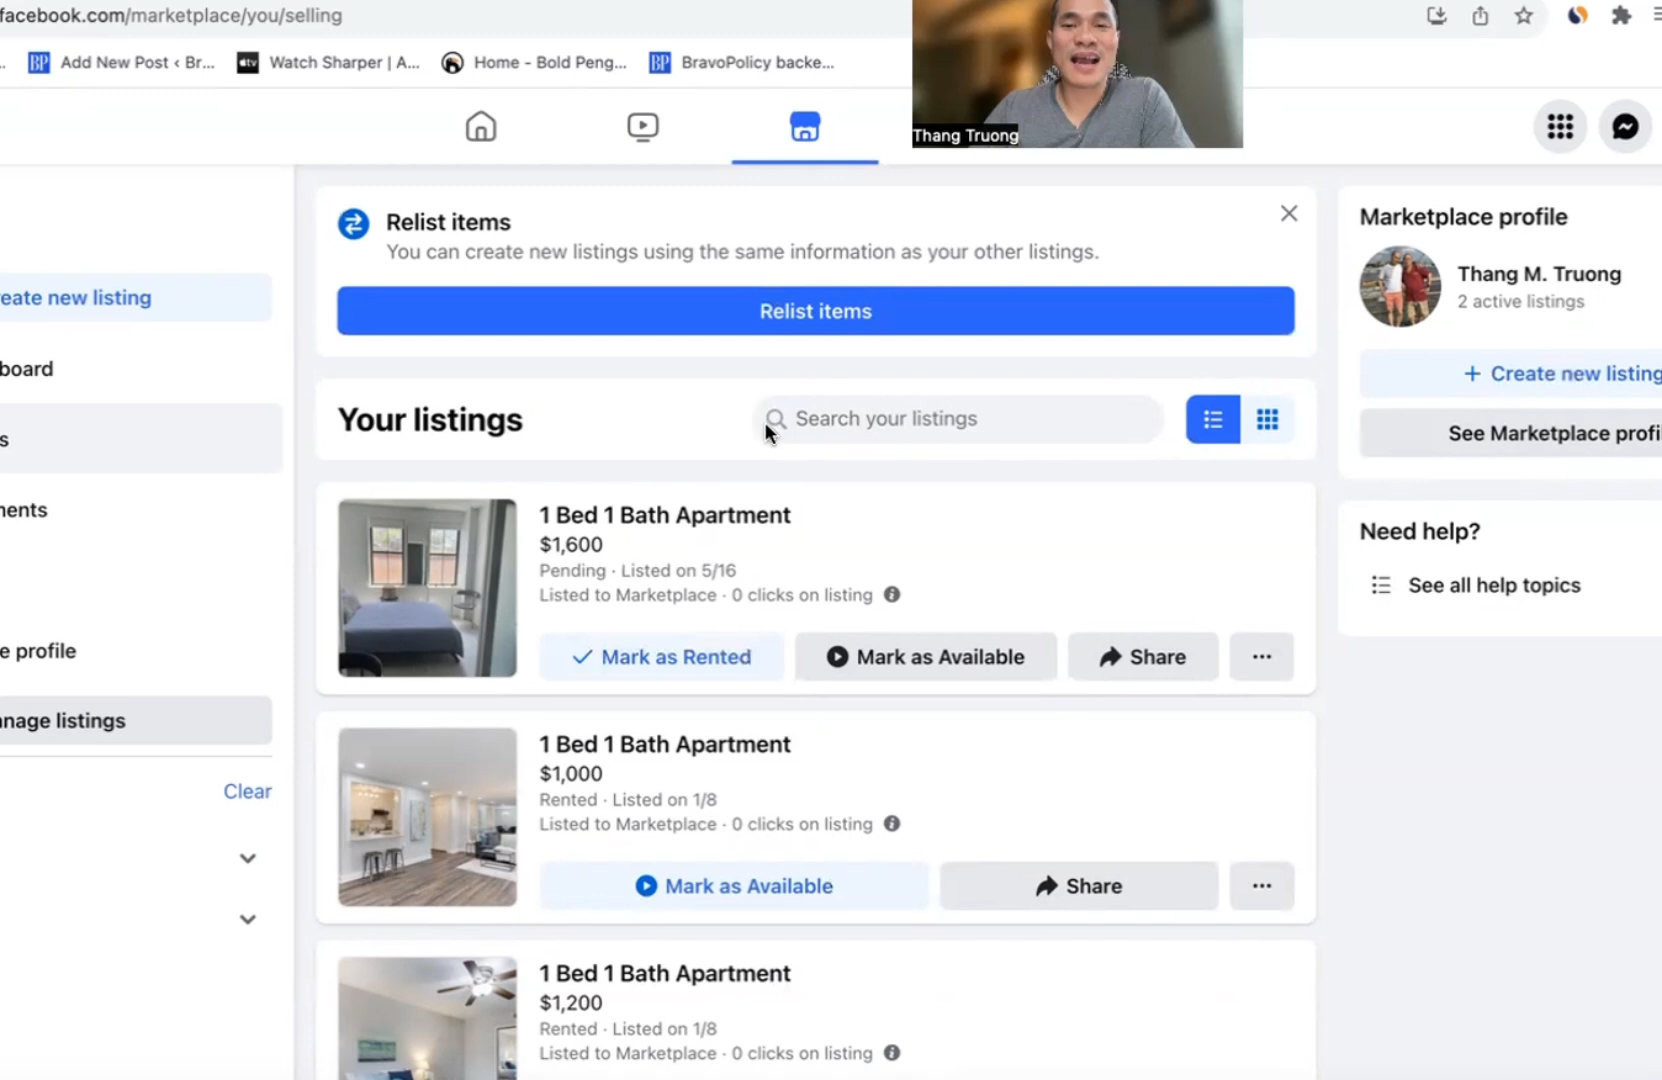 facebook.com/marketplace/you/selling
Add New Post ‹ Br...
Watch Sharper | A...
Home - Bold Peng...
BravoPolicy backe...
Thang Truong
Relist items
You can create new listings using the same information as your other listings.
Relist items
eate new listing
board
s
nents
e profile
nage listings
Clear
Your listings
Search your listings
1 Bed 1 Bath Apartment
$1,600
Pending · Listed on 5/16
Listed to Marketplace · 0 clicks on listing
Mark as Rented
Mark as Available
Share
1 Bed 1 Bath Apartment
$1,000
Rented · Listed on 1/8
Listed to Marketplace · 0 clicks on listing
Mark as Available
Share
1 Bed 1 Bath Apartment
$1,200
Rented · Listed on 1/8
Listed to Marketplace · 0 clicks on listing
Marketplace profile
Thang M. Truong
2 active listings
+ Create new listing
See Marketplace profi
Need help?
See all help topics